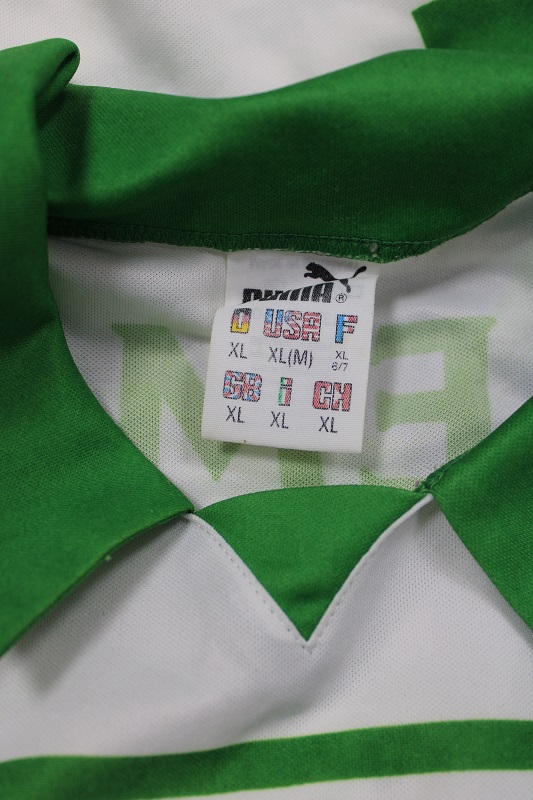 PUMA®
D USA F
XL XL(M) XL
6/7
GB i CH
XL XL XL